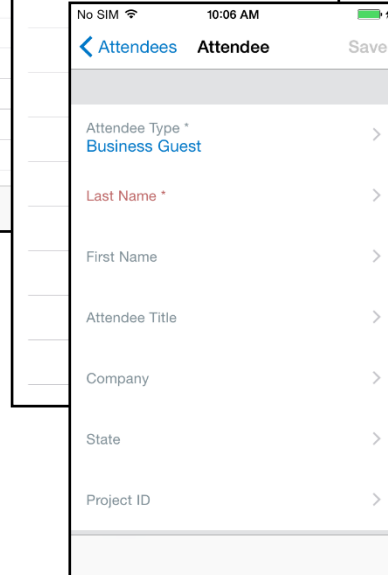 No SIM 10:06 AM
Attendees Attendee Save
Attendee Type *
Business Guest
Last Name *
First Name
Attendee Title
Company
State
Project ID